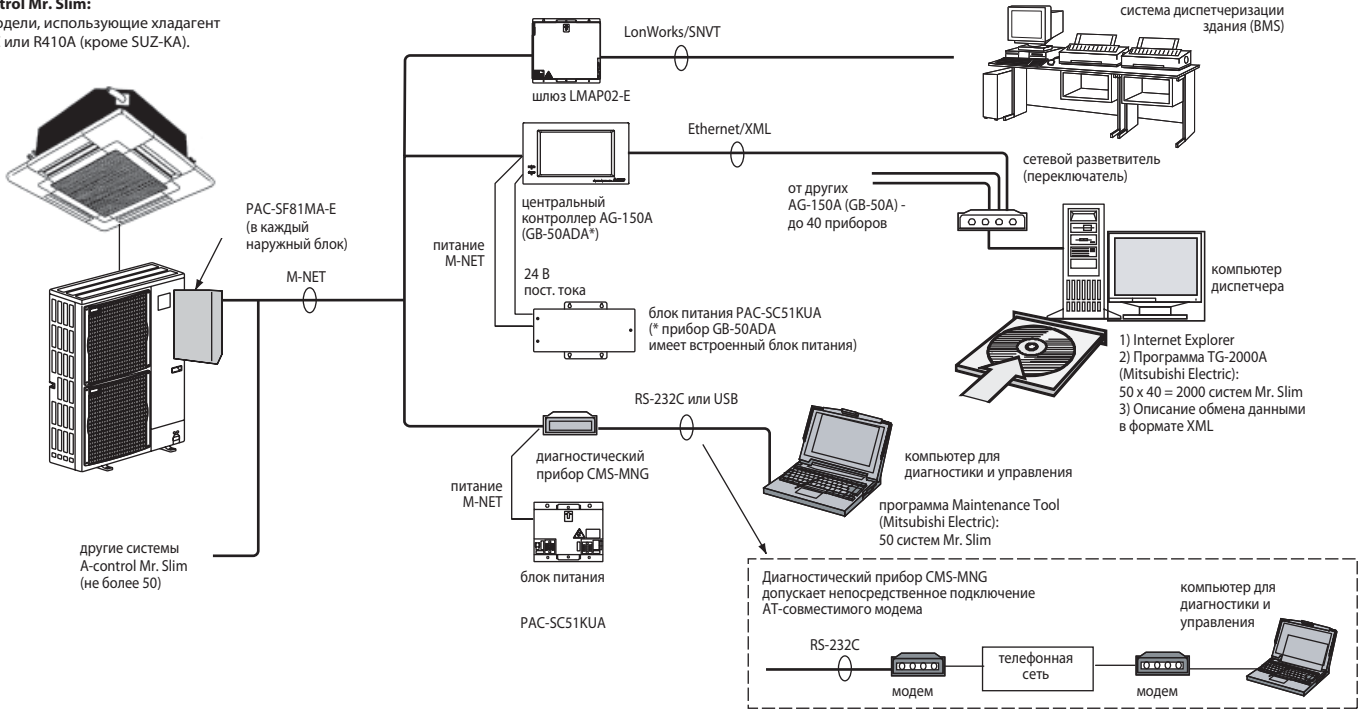 ntrol Mr. Slim:
одели, использующие хладагент
или R410A (кроме SUZ-KA).
PAC-SF81MA-E
(в каждый
наружный блок)
M-NET
другие системы
A-control Mr. Slim
(не более 50)
LonWorks/SNVT
шлюз LMAP02-E
система диспетчеризации
здания (BMS)
Ethernet/XML
центральный
контроллер AG-150A
(GB-50ADA*)
питание
M-NET
24 В
пост. тока
блок питания PAC-SC51KUA
(* прибор GB-50ADA
имеет встроенный блок питания)
от других
AG-150A (GB-50A) -
до 40 приборов
сетевой разветвитель
(переключатель)
компьютер
диспетчера
1) Internet Explorer
2) Программа TG-2000A
(Mitsubishi Electric):
50 x 40 = 2000 систем Mr. Slim
3) Описание обмена данными
в формате XML
RS-232C или USB
диагностический
прибор CMS-MNG
питание
M-NET
блок питания
PAC-SC51KUA
компьютер для
диагностики и управления
программа Maintenance Tool
(Mitsubishi Electric):
50 систем Mr. Slim
Диагностический прибор CMS-MNG
допускает непосредственное подключение
АТ-совместимого модема
RS-232C
модем
телефонная
сеть
модем
компьютер для
диагностики и
управления